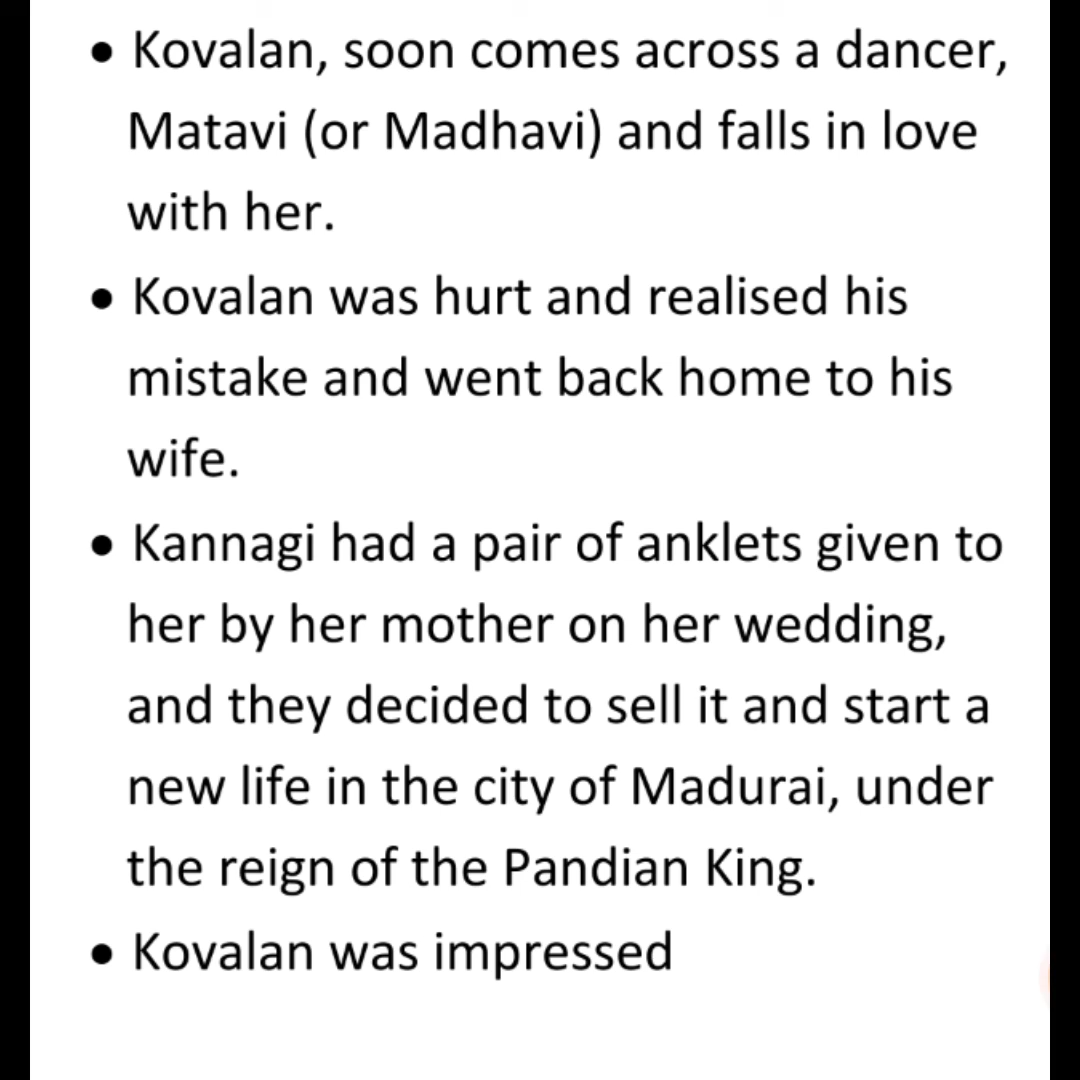 • Kovalan, soon comes across a dancer,
Matavi (or Madhavi) and falls in love
with her.
• Kovalan was hurt and realised his
mistake and went back home to his
wife.
• Kannagi had a pair of anklets given to
her by her mother on her wedding,
and they decided to sell it and start a
new life in the city of Madurai, under
the reign of the Pandian King.
• Kovalan was impressed